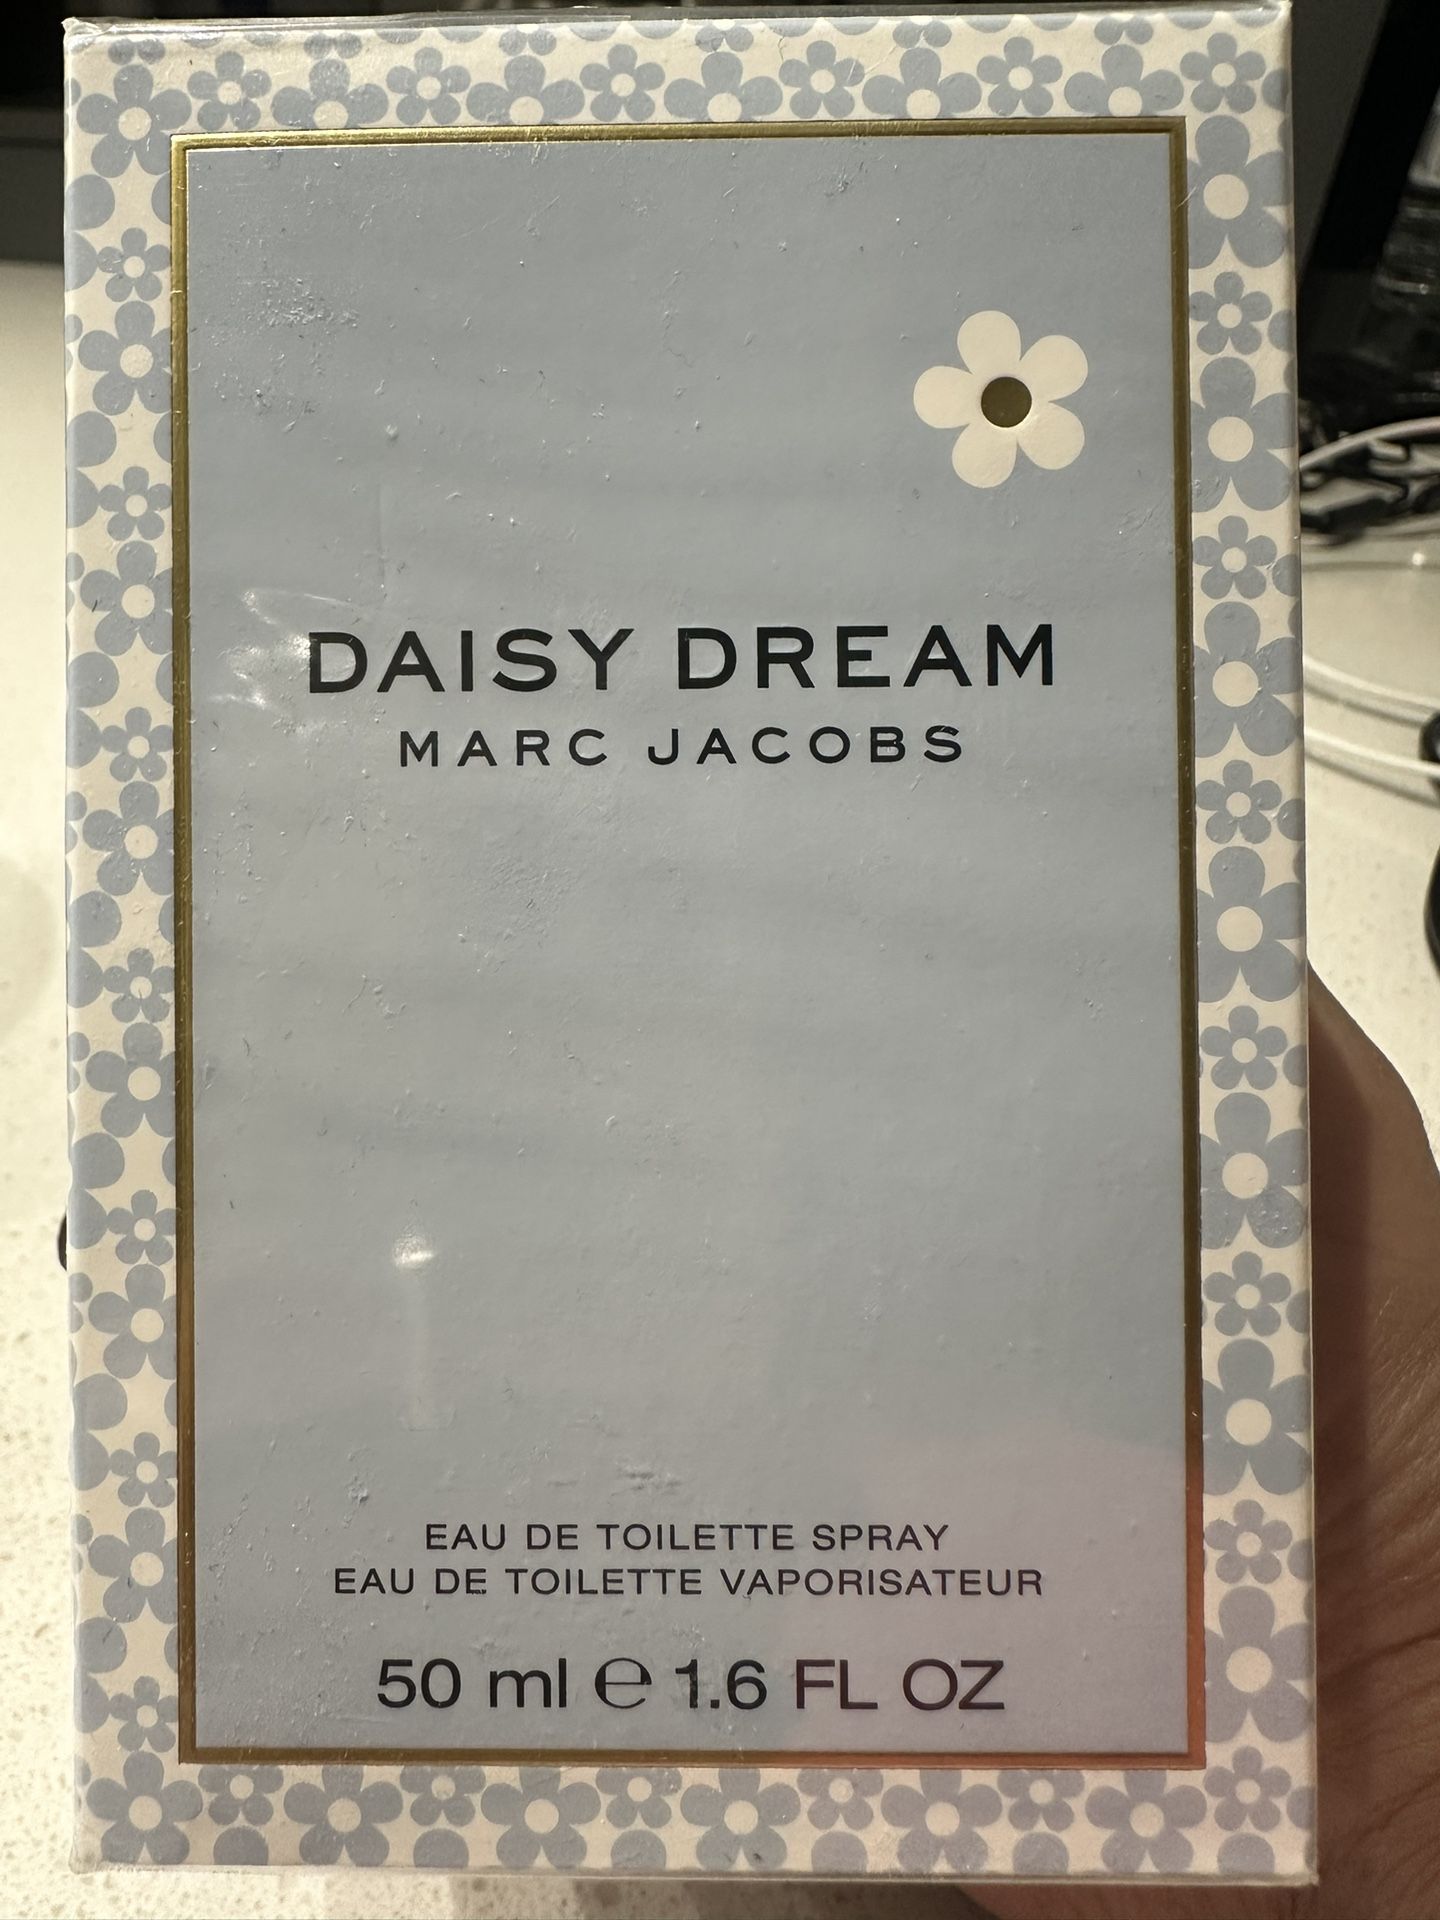 DAISY DREAM
MARC JACOBS
EAU DE TOILETTE SPRAY
EAU DE TOILETTE VAPORISATEUR
50 ml ℮ 1.6 FL OZ